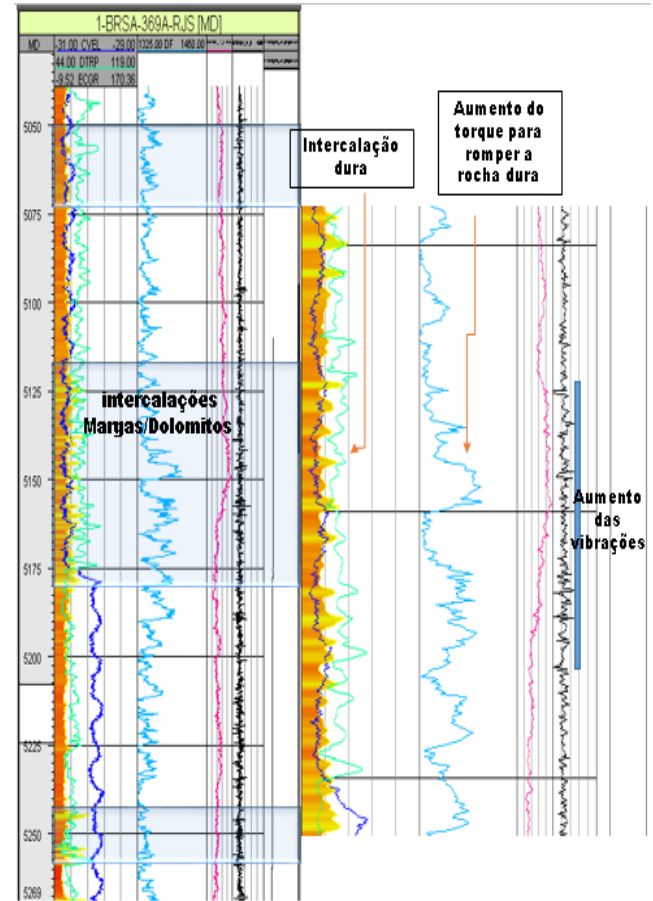 1-BRSA-369A-RJS [MD]
MD -31.00 CVEL -29.00 1325.00 DF 1460.00
44.00 DTRP 119.00
-9.52 ECGR 170.36
5050
5075
5100
5125
5150
5175
5200
5225
5250
5269
intercalações
Margas/Dolomitos
Intercalação
dura
Aumento do
torque para
romper a
rocha dura
Aumento
das
vibrações